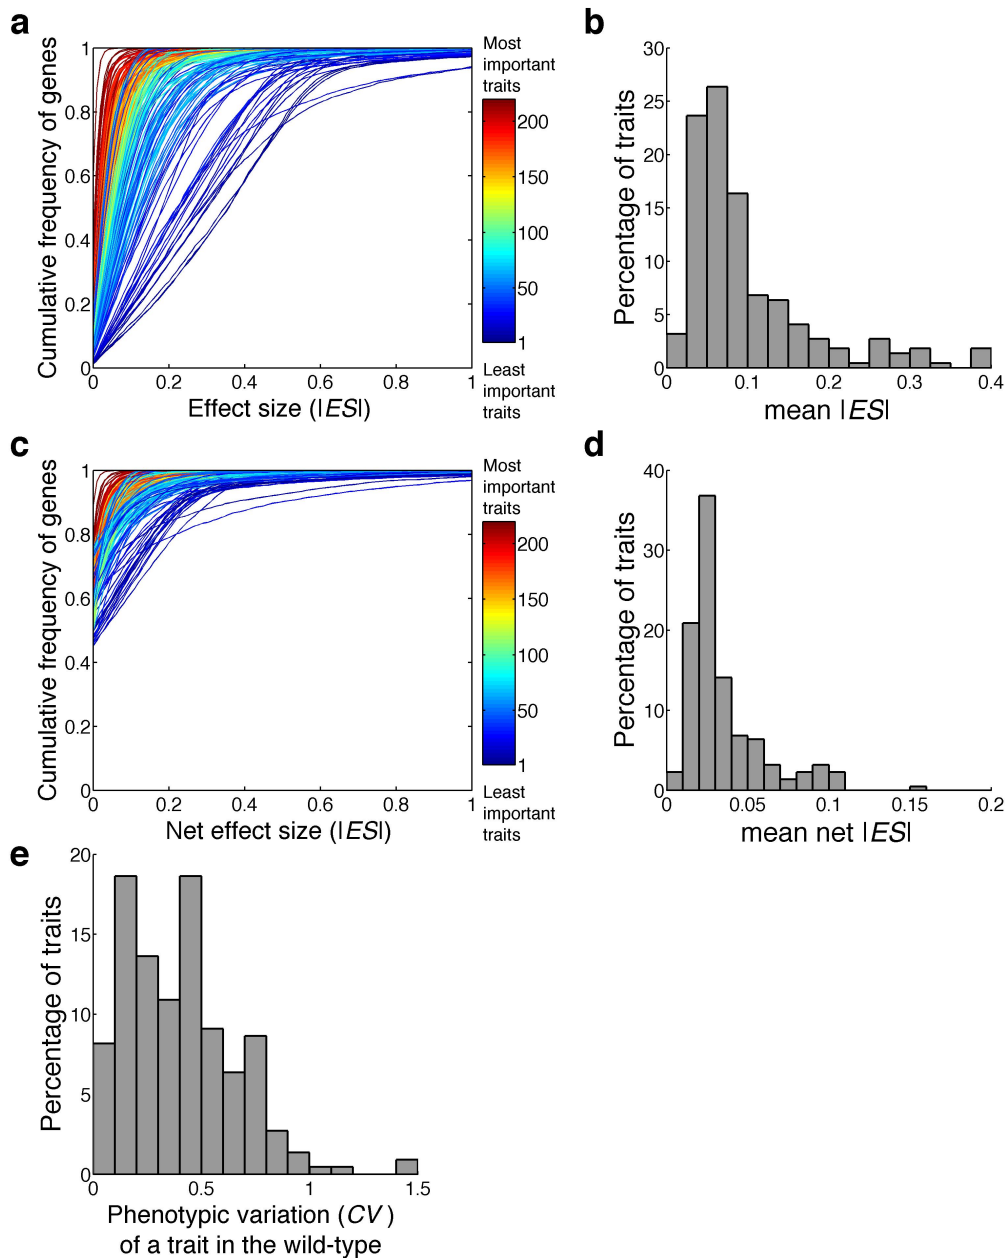 a
Cumulative frequency of genes
1
0.8
0.6
0.4
0.2
0
0 0.2 0.4 0.6 0.8 1
Effect size (|ES|)
Most
important
traits
200
150
100
50
1
Least
important
traits
b
Percentage of traits
30
25
20
15
10
5
0
0 0.1 0.2 0.3 0.4
mean |ES|
c
Cumulative frequency of genes
1
0.8
0.6
0.4
0.2
0
0 0.2 0.4 0.6 0.8 1
Net effect size (|ES|)
Most
important
traits
200
150
100
50
1
Least
important
traits
d
Percentage of traits
40
30
20
10
0
0 0.05 0.1 0.15 0.2
mean net |ES|
e
Percentage of traits
20
15
10
5
0
0 0.5 1 1.5
Phenotypic variation (CV )
of a trait in the wild-type